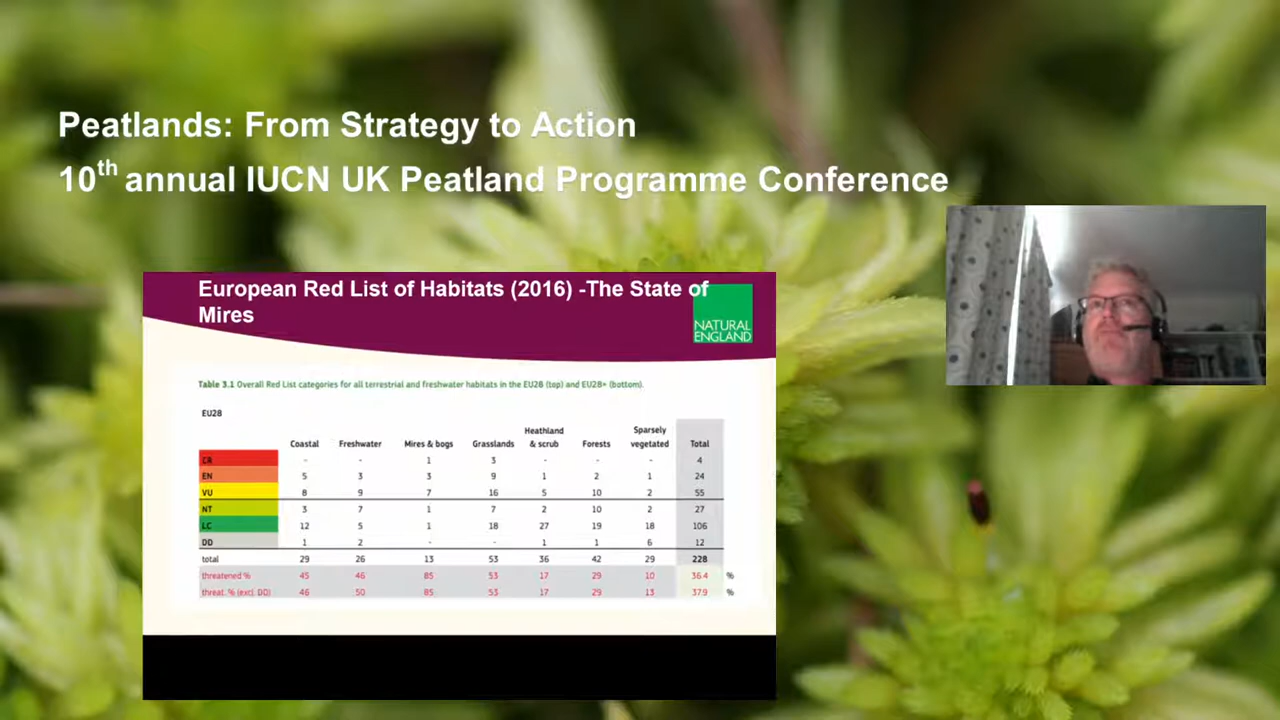 Peatlands: From Strategy to Action
10th annual IUCN UK Peatland Programme Conference
European Red List of Habitats (2016) -The State of
Mires
NATURAL
ENGLAND
Table 3.1 Overall Red List categories for all terrestrial and freshwater habitats in the EU28 (top) and EU28+ (bottom).
EU28
Coastal Freshwater Mires & bogs Grasslands Heathland & scrub Forests Sparsely vegetated Total
CR - - 1 3 - - - 4
EN 5 3 3 9 1 2 1 24
VU 8 9 7 16 5 10 2 55
NT 3 7 1 7 2 10 2 27
LC 12 5 1 18 27 19 18 106
DD 1 2 - - 1 1 6 12
total 29 26 13 53 36 42 29 228
threatened % 45 46 85 53 17 29 10 36.4 %
threat. % (excl. DD) 46 50 85 53 17 29 13 37.9 %